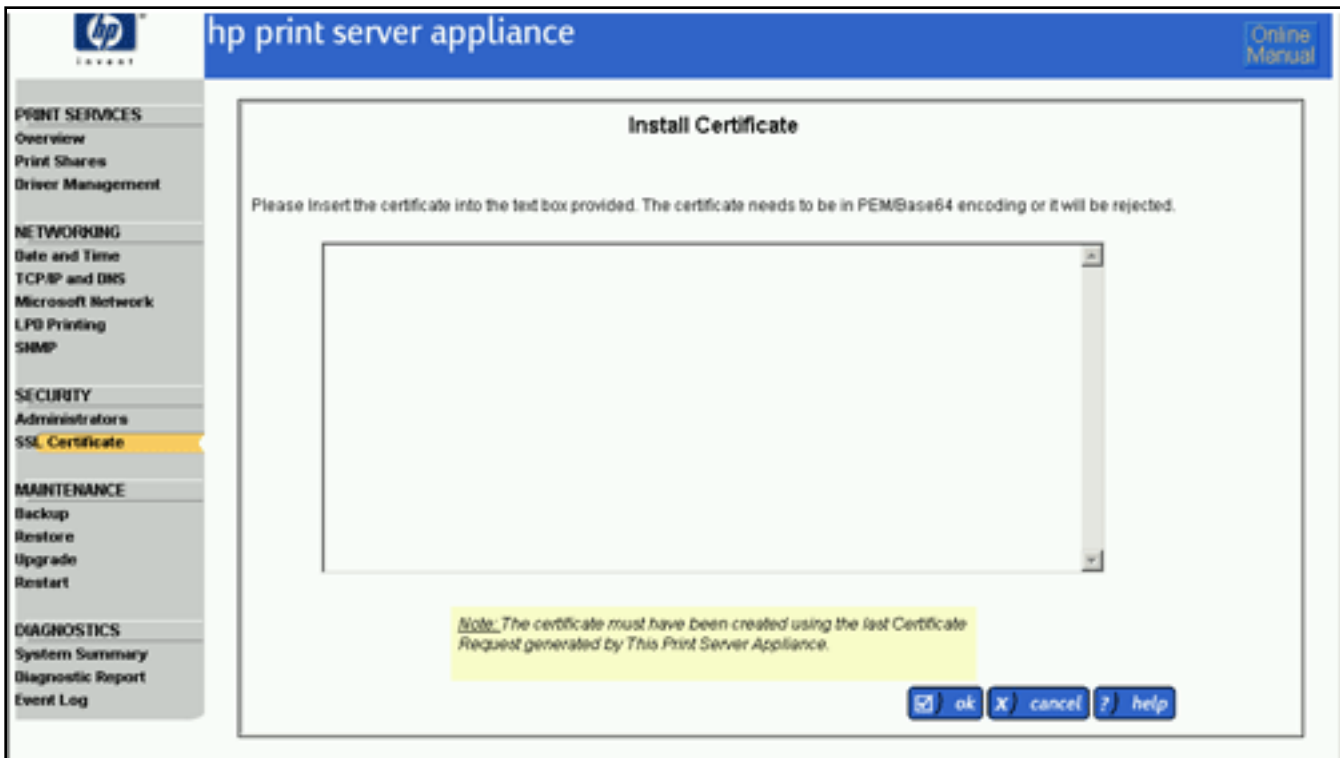 hp
invent
hp print server appliance
Online
Manual
PRINT SERVICES
Overview
Print Shares
Driver Management
NETWORKING
Date and Time
TCP/IP and DNS
Microsoft Network
LPD Printing
SNMP
SECURITY
Administrators
SSL Certificate
MAINTENANCE
Backup
Restore
Upgrade
Restart
DIAGNOSTICS
System Summary
Diagnostic Report
Event Log
Install Certificate
Please Insert the certificate into the text box provided. The certificate needs to be in PEM/Base64 encoding or it will be rejected.
Note: The certificate must have been created using the last Certificate
Request generated by This Print Server Appliance.
ok x cancel ? help